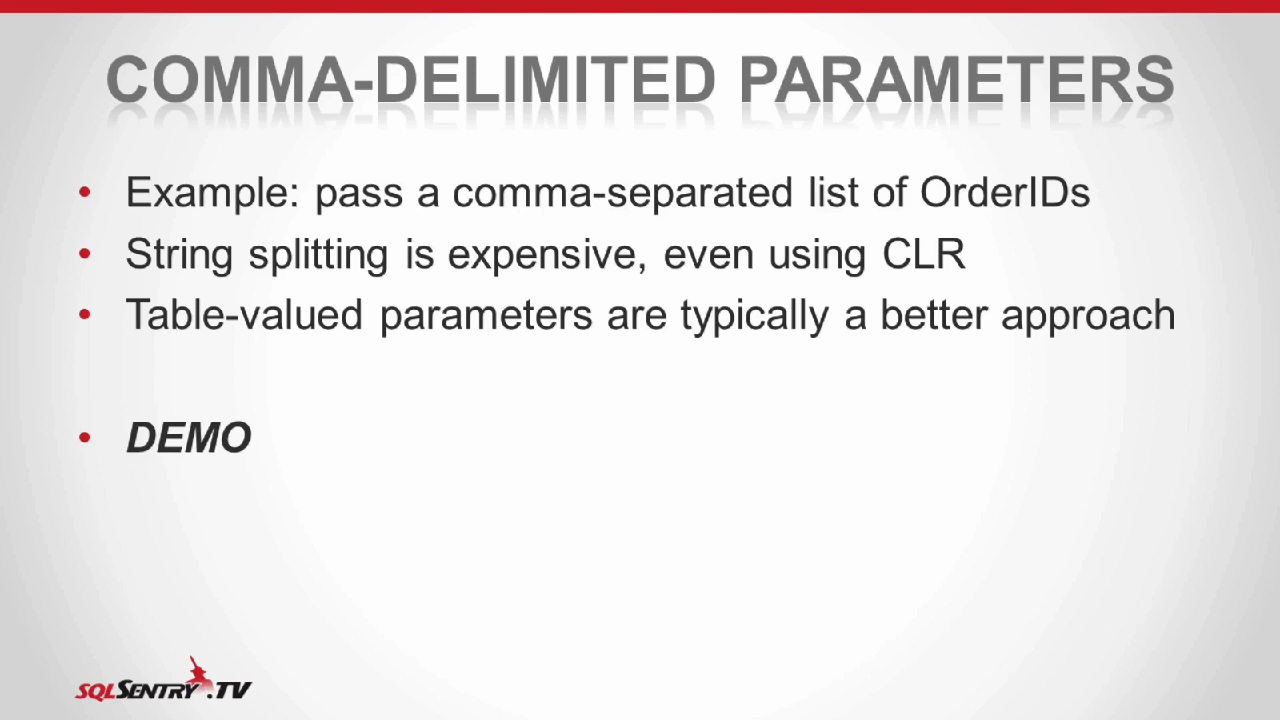 COMMA-DELIMITED PARAMETERS
• Example: pass a comma-separated list of OrderIDs
• String splitting is expensive, even using CLR
• Table-valued parameters are typically a better approach
• DEMO
SQLSENTRY.TV